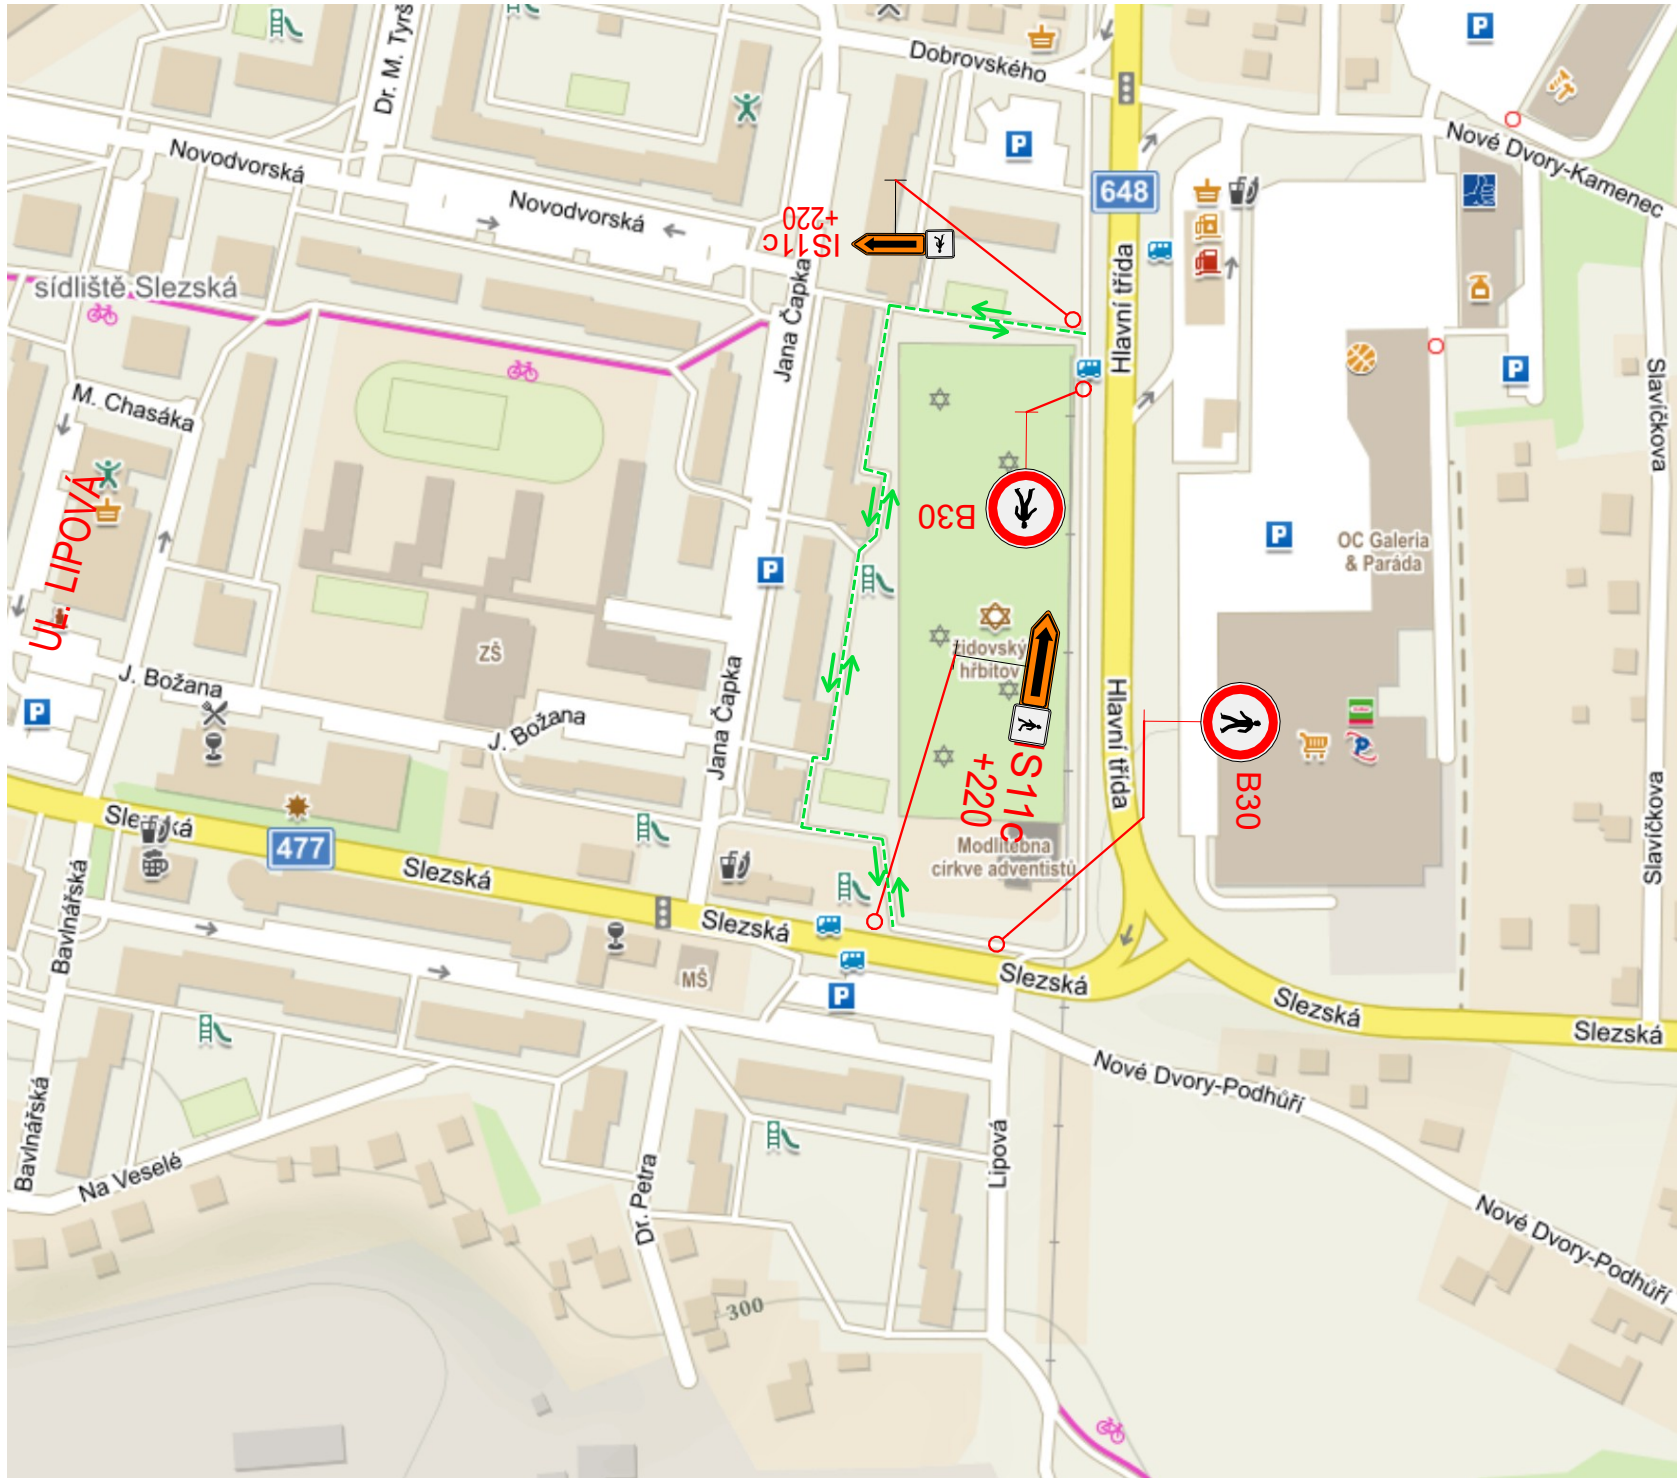 Dobrovského
Dr. M. Tyrš
Nové Dvory-Kamenec
Novodvorská
Novodvorská
648
+220
IS11c
Hlavní třída
sídliště Slezská
Jana Čapka
M. Chasáka
Slavíčkova
UL. LIPOVÁ
B30
OC Galeria
& Paráda
ZŠ
židovský
hřbitov
J. Božana
J. Božana
Jana Čapka
Hlavní třída
IS11c
+220
B30
Slezská
477
Modlitebna
církve adventistů
Slezská
Slavíčkova
Bavlnářská
Slezská
MŠ
Slezská
Slezská
Slezská
Nové Dvory-Podhůří
Bavlnářská
Na Veselé
Lipová
Dr. Petra
Nové Dvory-Podhůří
300